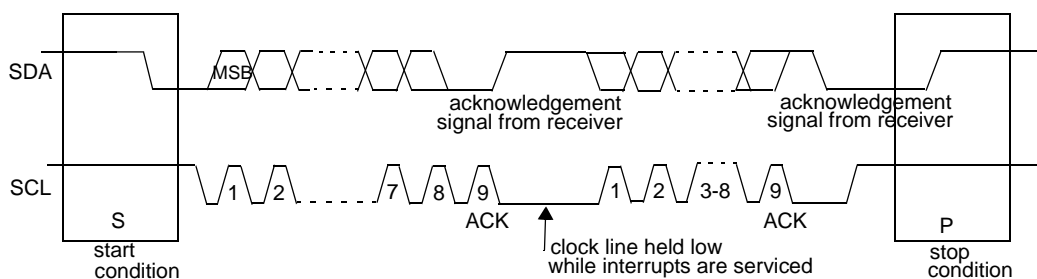 SDA
MSB
acknowledgement
signal from receiver
acknowledgement
signal from receiver
SCL
1
2
7
8
9
1
2
3-8
9
ACK
ACK
S
P
start
condition
clock line held low
while interrupts are serviced
stop
condition